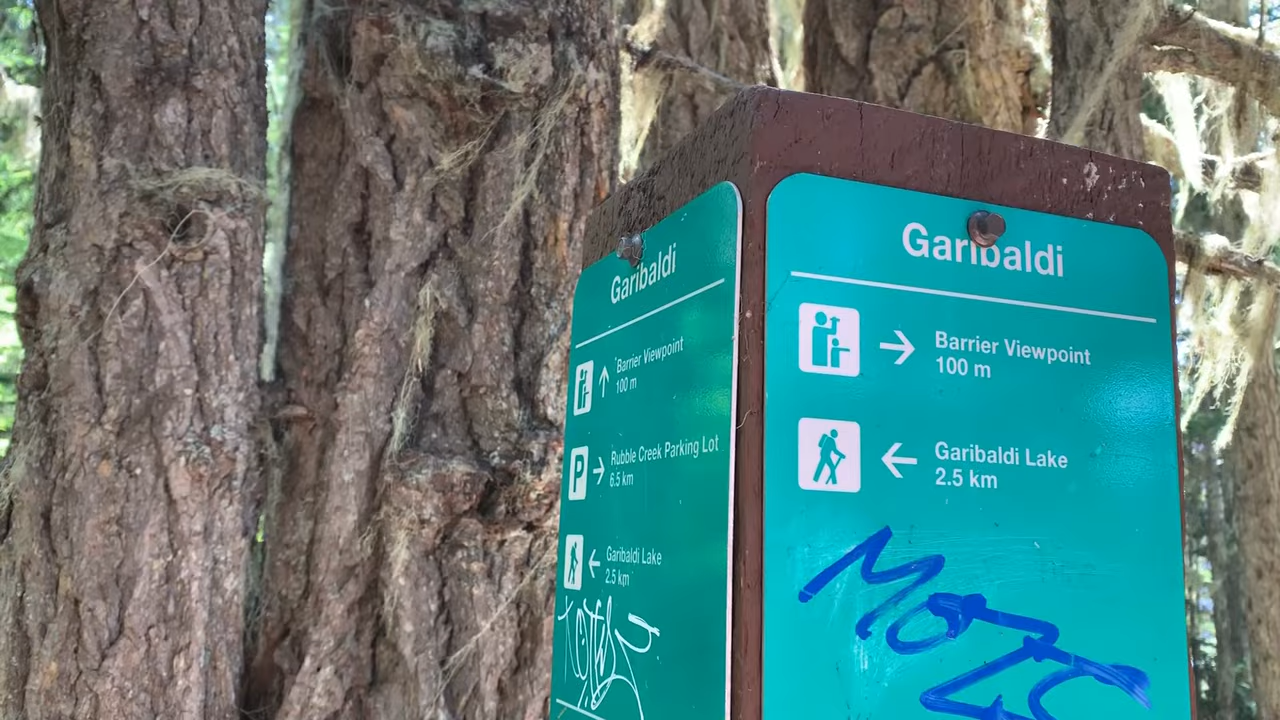 Garibaldi
Barrier Viewpoint
100 m
P
Rubble Creek Parking Lot
6.5 km
Garibaldi Lake
2.5 km
Garibaldi
Barrier Viewpoint
100 m
Garibaldi Lake
2.5 km